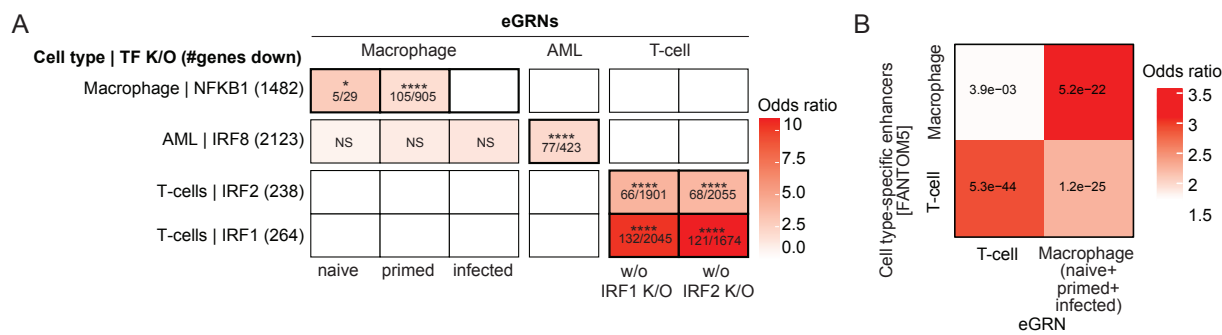 A
eGRNs
Cell type | TF K/O (#genes down)
Macrophage
AML
T-cell
Macrophage | NFKB1 (1482)
*
5/29
****
105/905
AML | IRF8 (2123)
NS
NS
NS
****
77/423
T-cells | IRF2 (238)
****
66/1901
****
68/2055
T-cells | IRF1 (264)
****
132/2045
****
121/1674
naive
primed
infected
w/o
IRF1 K/O
w/o
IRF2 K/O
Odds ratio
10
7.5
5.0
2.5
0.0
B
Cell type-specific enhancers
[FANTOM5]
Macrophage
T-cell
3.9e−03
5.2e−22
5.3e−44
1.2e−25
T-cell
Macrophage
(naive+
primed+
infected)
eGRN
Odds ratio
3.5
3.0
2.5
2.0
1.5